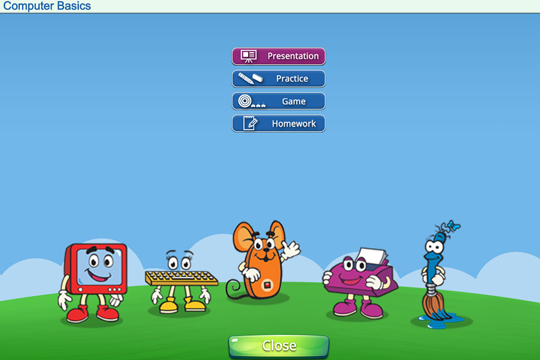 Computer Basics
Presentation
Practice
Game
Homework
Close